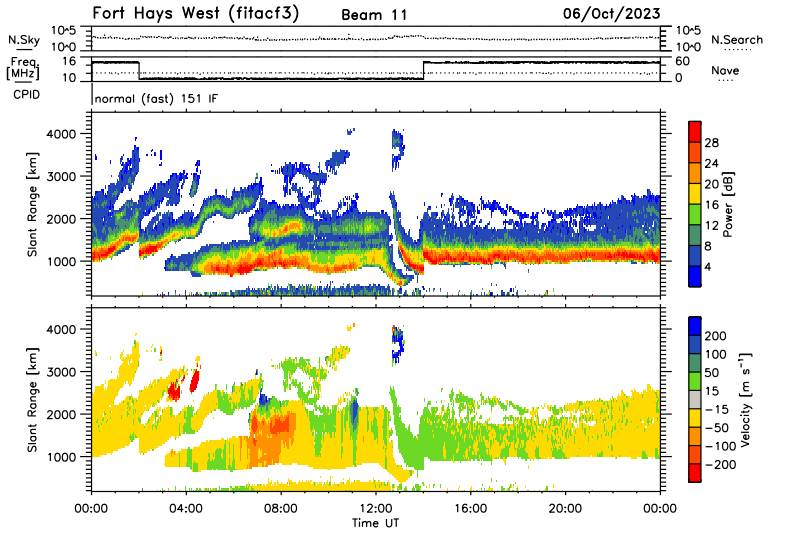 Fort Hays West (fitacf3) Beam 11 06/Oct/2023
10^5 10^5
N.Sky N.Search
10^0 10^0
Freq. 16 60
[MHz] Nave
10 0
CPID normal (fast) 151 IF
4000
3000
2000
1000
Slant Range [km]
28
24
20
16
12
8
4
Power [dB]
4000
3000
2000
1000
Slant Range [km]
200
100
50
15
-15
-50
-100
-200
Velocity [m s⁻¹]
00:00 04:00 08:00 12:00 16:00 20:00 00:00
Time UT